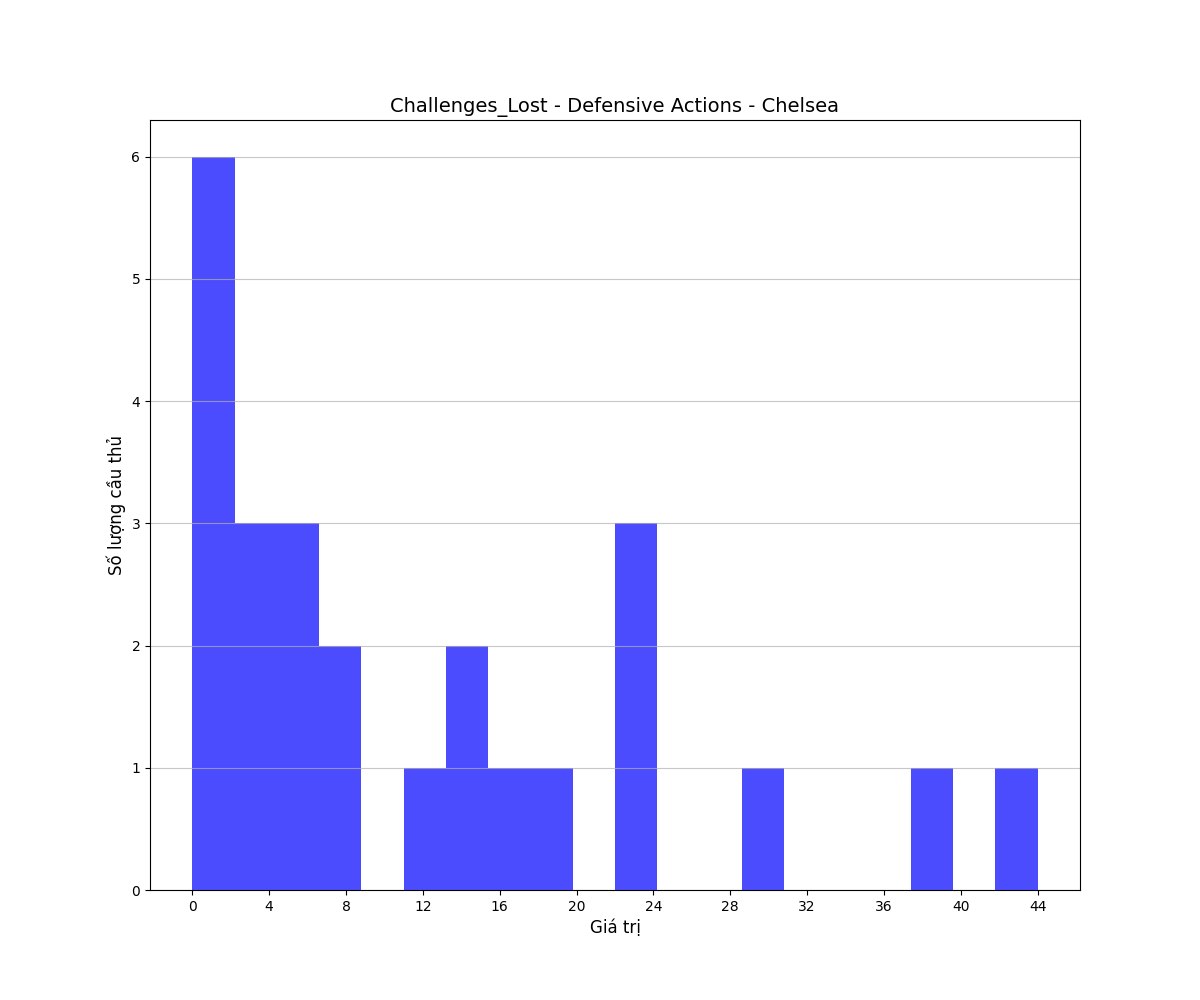 Challenges_Lost - Defensive Actions - Chelsea
6
5
4
3
2
1
0
Số lượng cầu thủ
0 4 8 12 16 20 24 28 32 36 40 44
Giá trị